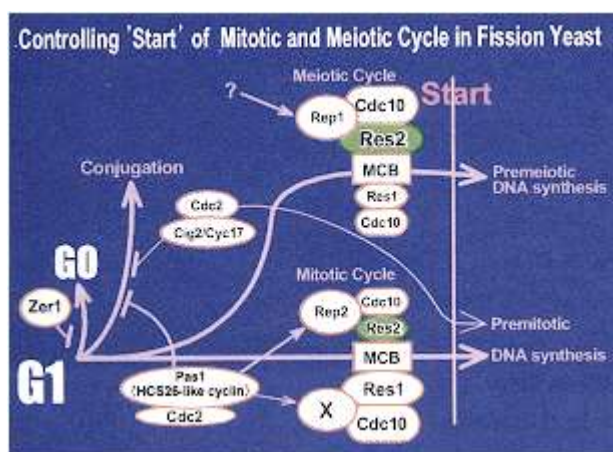 Controlling 'Start' of Mitotic and Meiotic Cycle in Fission Yeast
Meiotic Cycle
Start
?
Rep1
Cdc10
Res2
MCB
Res1
Cdc10
Premeiotic
DNA synthesis
Conjugation
Cdc2
Cig2/Cyc17
G0
Zer1
G1
Mitotic Cycle
Rep2
Cdc10
Res2
MCB
Res1
Cdc10
X
Premitotic
DNA synthesis
Pas1
(HCS26-like cyclin)
Cdc2